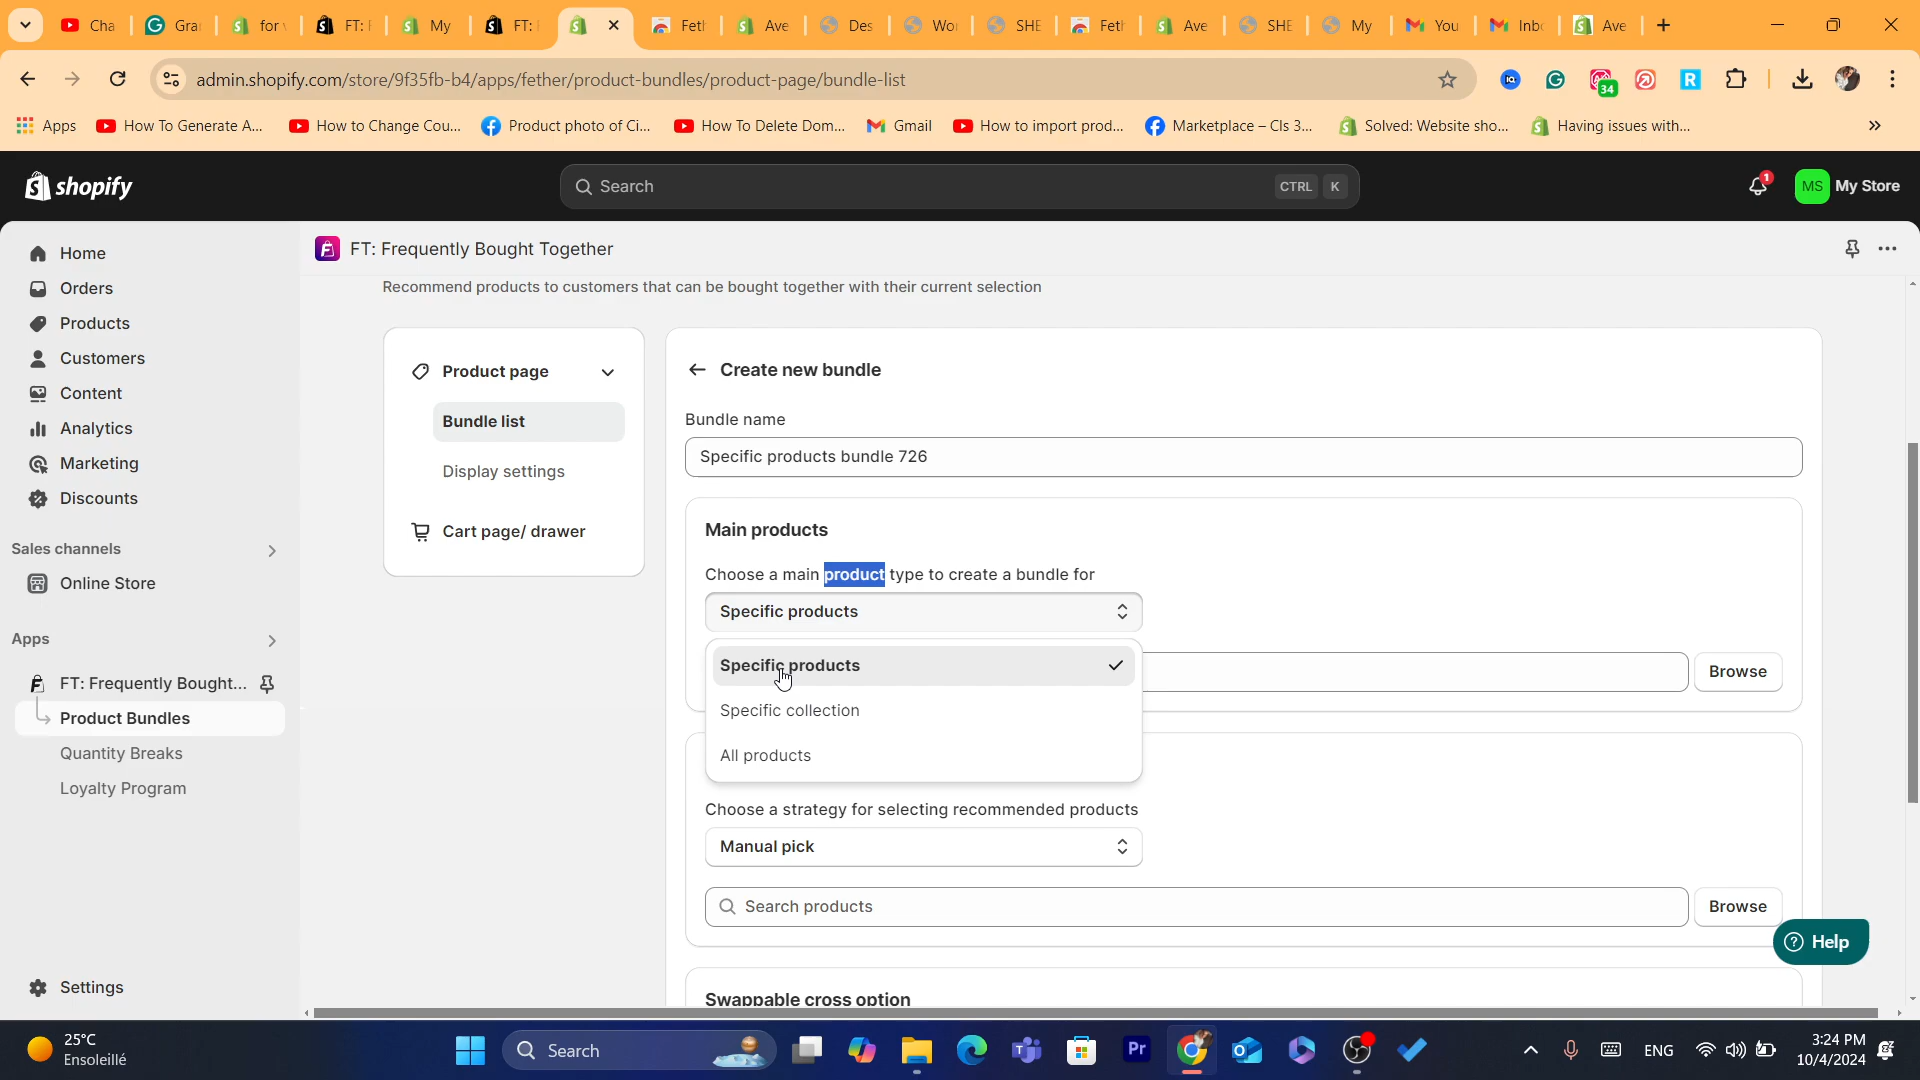 Cha
Gra
for
FT: F
My
FT:
Feth
Ave
Des
Wor
SHE
Feth
Ave
SHE
My
You
Inbo
Ave
admin.shopify.com/store/9f35fb-b4/apps/fether/product-bundles/product-page/bundle-list
34
Apps
How To Generate A...
How to Change Cou...
Product photo of Ci...
How To Delete Dom...
Gmail
How to import prod...
Marketplace – Cls 3...
Solved: Website sho...
Having issues with...
shopify
Search
CTRL K
1
MS My Store
Home
Orders
Products
Customers
Content
Analytics
Marketing
Discounts
Sales channels
Online Store
Apps
FT: Frequently Bought...
Product Bundles
Quantity Breaks
Loyalty Program
Settings
FT: Frequently Bought Together
Recommend products to customers that can be bought together with their current selection
Product page
Bundle list
Display settings
Cart page/ drawer
Create new bundle
Bundle name
Specific products bundle 726
Main products
Choose a main product type to create a bundle for
Specific products
Specific products
Browse
Specific collection
All products
Choose a strategy for selecting recommended products
Manual pick
Search products
Browse
Help
Swappable cross option
25°C
Ensoleillé
Search
ENG
3:24 PM
10/4/2024